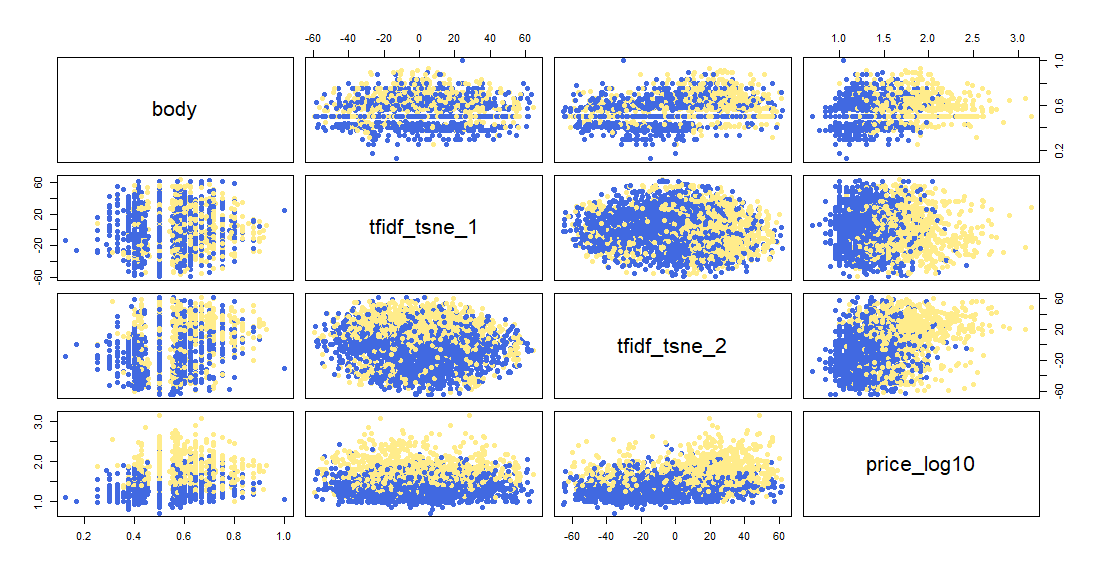 -60 -40 -20 0 20 40 60
1.0 1.5 2.0 2.5 3.0
body
0.2 0.6 1.0
-60 -20 20 60
tfidf_tsne_1
tfidf_tsne_2
-60 -20 20 60
1.0 2.0 3.0
price_log10
0.2 0.4 0.6 0.8 1.0
-60 -40 -20 0 20 40 60